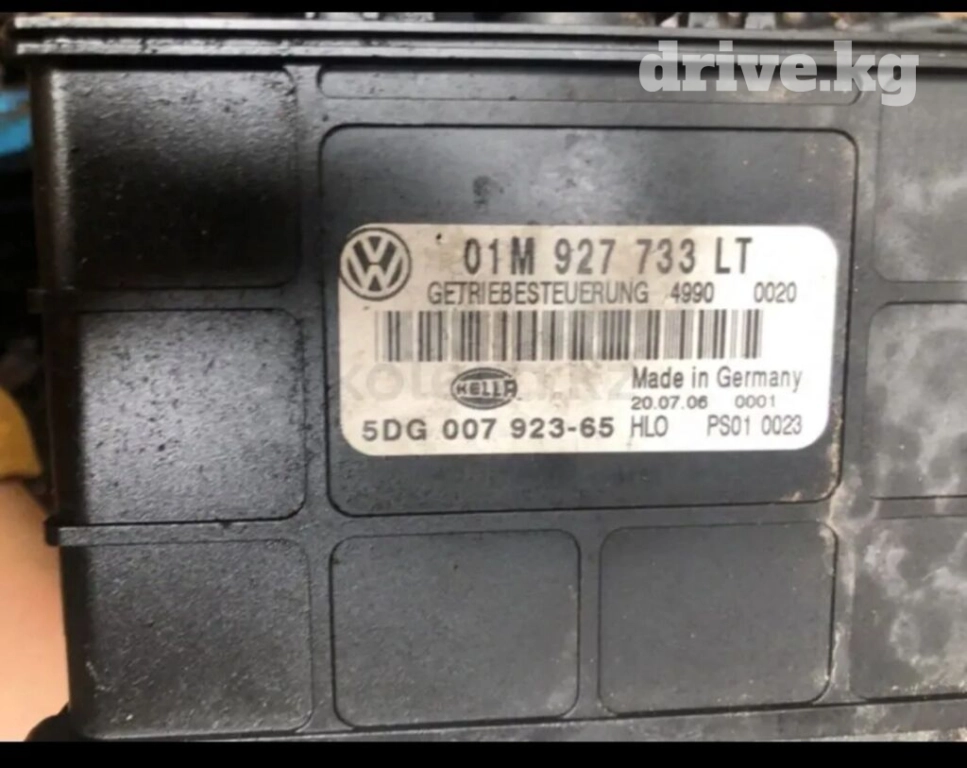 drive.kg
01M 927 733 LT
GETRIEBESTEUERUNG 4990 0020
HELLA
Made in Germany
20.07.06 0001
5DG 007 923-65 HLO PS01 0023